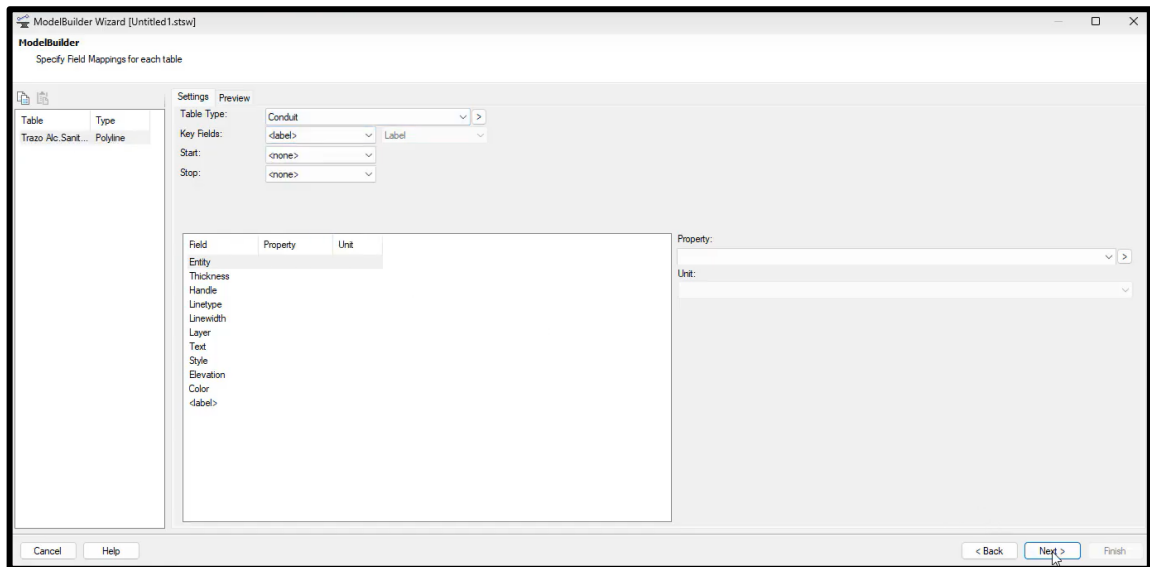 ModelBuilder Wizard [Untitled1.stsw]
ModelBuilder
Specify Field Mappings for each table
Settings Preview
Table Type
Trazo Alc.Sanit... Polyline
Table Type: Conduit >
Key Fields: <label> Label
Start: <none>
Stop: <none>
Field Property Unit
Entity
Thickness
Handle
Linetype
Linewidth
Layer
Text
Style
Elevation
Color
<label>
Property:
>
Unit:
Cancel Help < Back Next > Finish